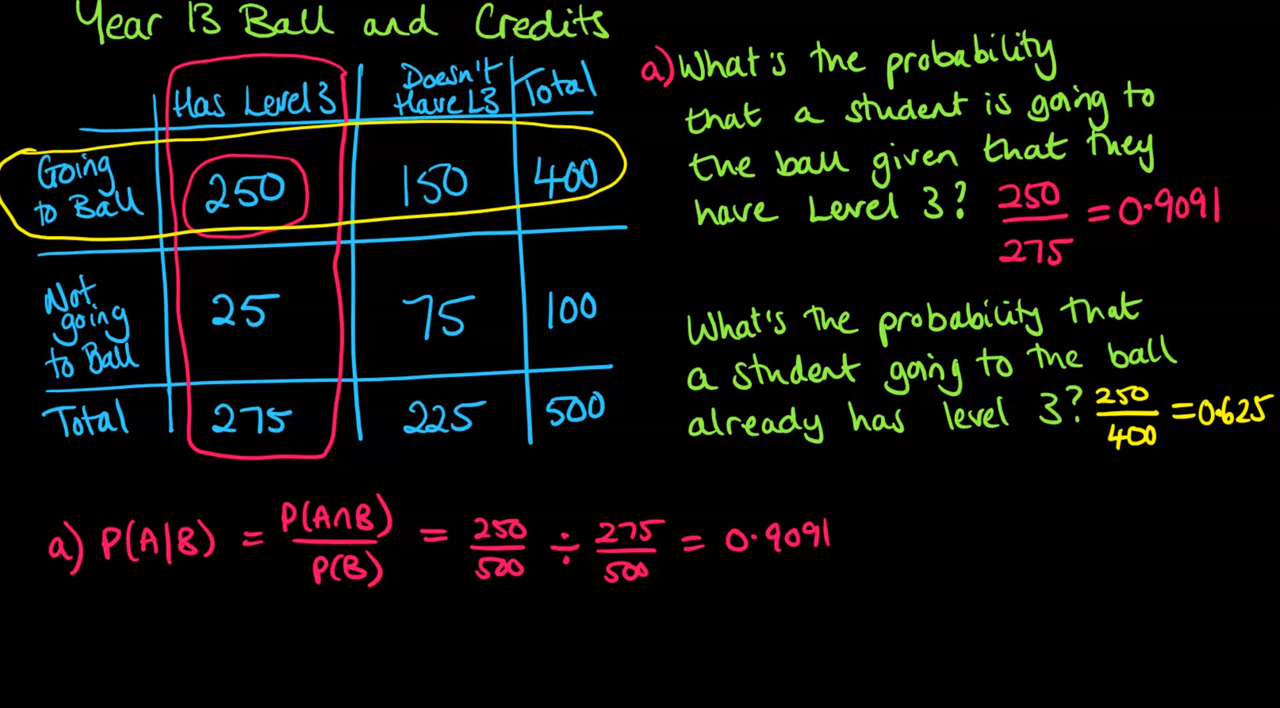 Year 13 Ball and Credits
Has Level 3 Doesn't Have L3 Total
Going to Ball 250 150 400
Not going to Ball 25 75 100
Total 275 225 500
a) What's the probability
that a student is going to
the ball given that they
have Level 3? 250/275 = 0.9091
What's the probability that
a student going to the ball
already has level 3? 250/400 = 0.625
a) P(A|B) = P(A∩B)/P(B) = 250/500 ÷ 275/500 = 0.9091